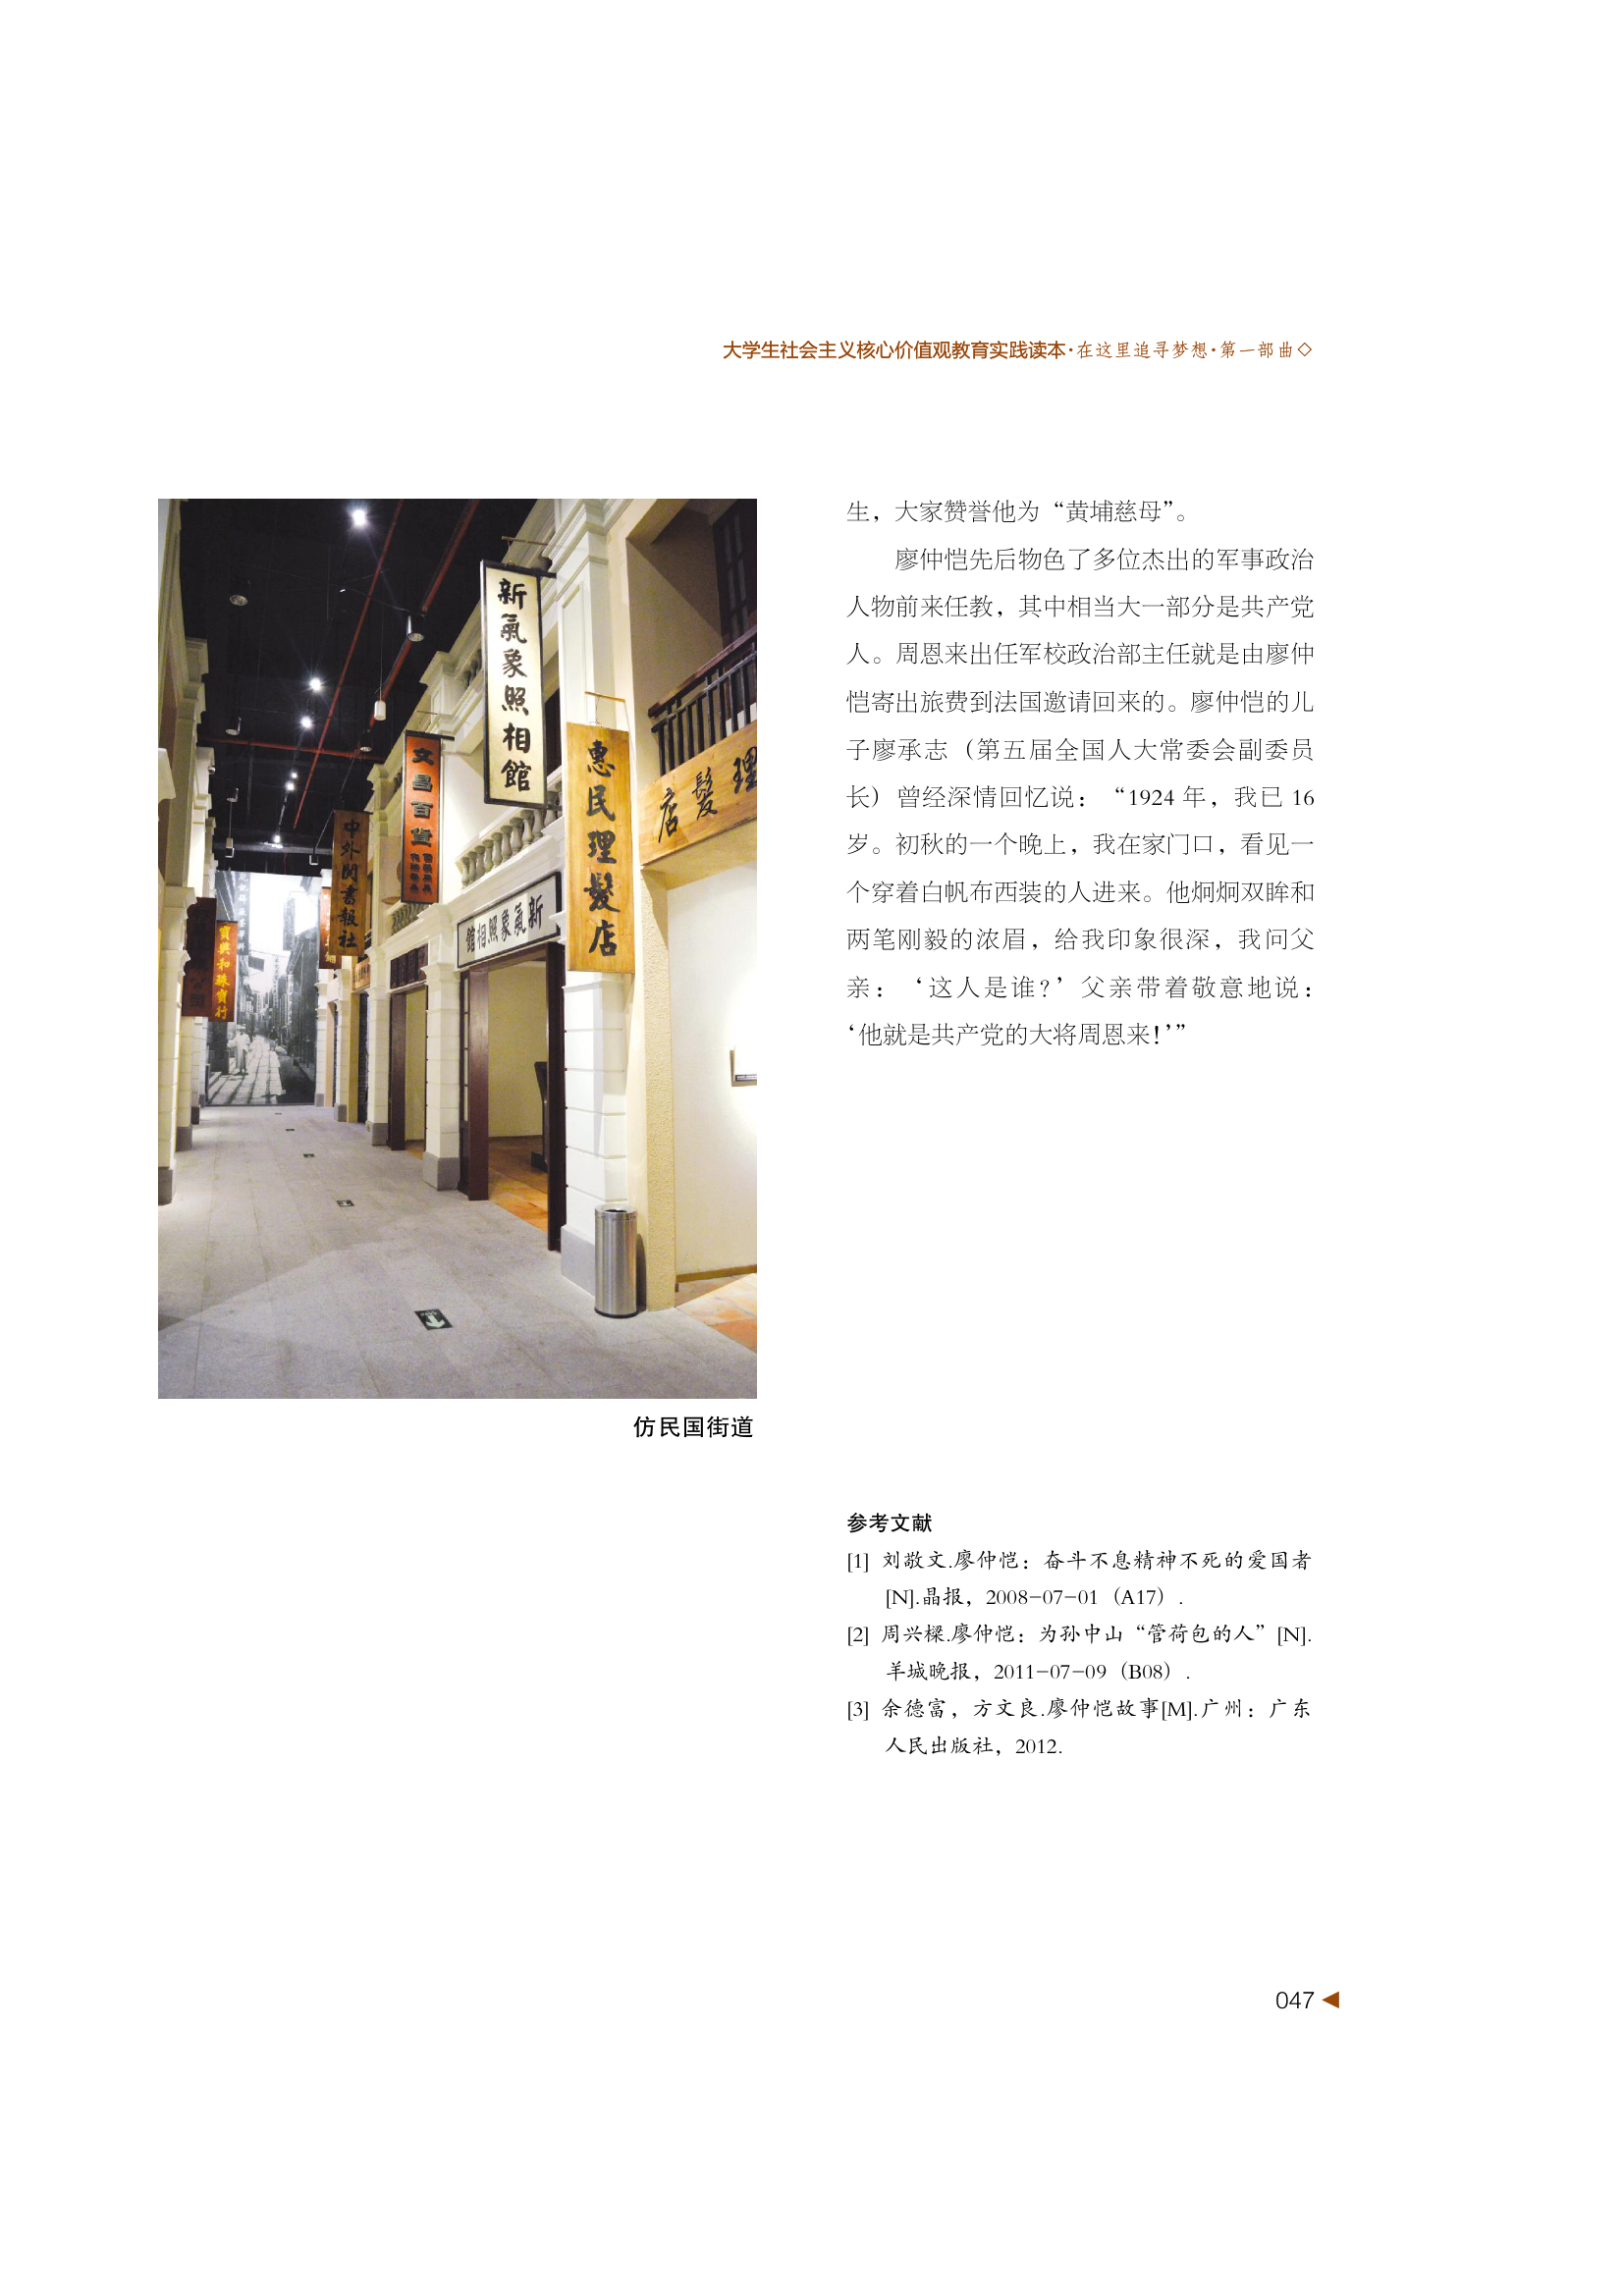 大学生社会主义核心价值观教育实践读本·在这里追寻梦想·第一部曲◇
新氣象照相館
惠民理髮店
理髮店
文昌百貨
中外閱書報社
新氣象照相館
寶興和珠寶行
仿民国街道
生，大家赞誉他为“黄埔慈母”。
廖仲恺先后物色了多位杰出的军事政治
人物前来任教，其中相当大一部分是共产党
人。周恩来出任军校政治部主任就是由廖仲
恺寄出旅费到法国邀请回来的。廖仲恺的儿
子廖承志（第五届全国人大常委会副委员
长）曾经深情回忆说：“1924 年，我已 16
岁。初秋的一个晚上，我在家门口，看见一
个穿着白帆布西装的人进来。他炯炯双眸和
两笔刚毅的浓眉，给我印象很深，我问父
亲：‘这人是谁？’父亲带着敬意地说：
‘他就是共产党的大将周恩来！’”
参考文献
[1] 刘敬文.廖仲恺：奋斗不息精神不死的爱国者
[N].晶报，2008-07-01（A17）.
[2] 周兴樑.廖仲恺：为孙中山“管荷包的人”[N].
羊城晚报，2011-07-09（B08）.
[3] 余德富，方文良.廖仲恺故事[M].广州：广东
人民出版社，2012.
047